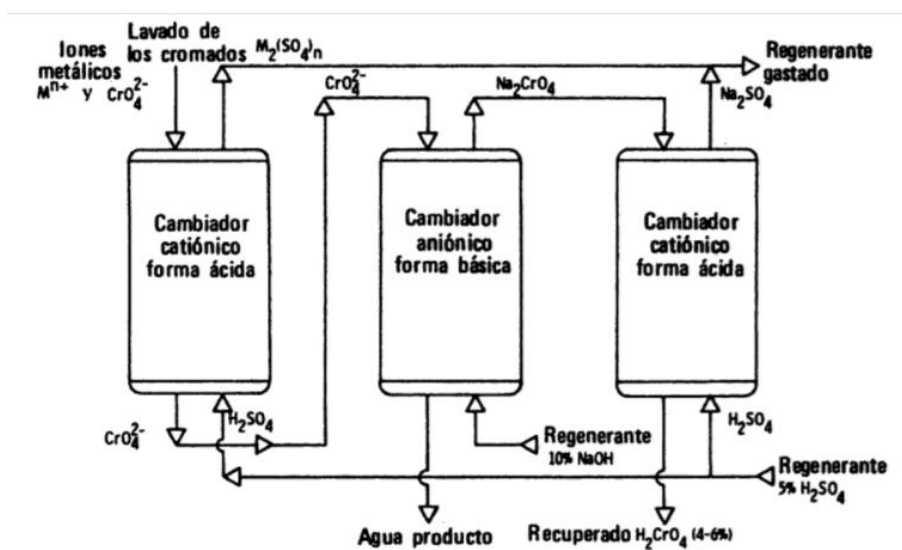 Iones
metálicos
Mⁿ⁺ y CrO₄²⁻
Lavado de
los cromados
M₂(SO₄)n
CrO₄²⁻
Na₂CrO₄
Regenerante
gastado
Na₂SO₄
Cambiador
catiónico
forma ácida
Cambiador
aniónico
forma básica
Cambiador
catiónico
forma ácida
CrO₄²⁻
H₂SO₄
Regenerante
10% NaOH
H₂SO₄
Regenerante
5% H₂SO₄
Agua producto
Recuperado H₂CrO₄ (4-6%)